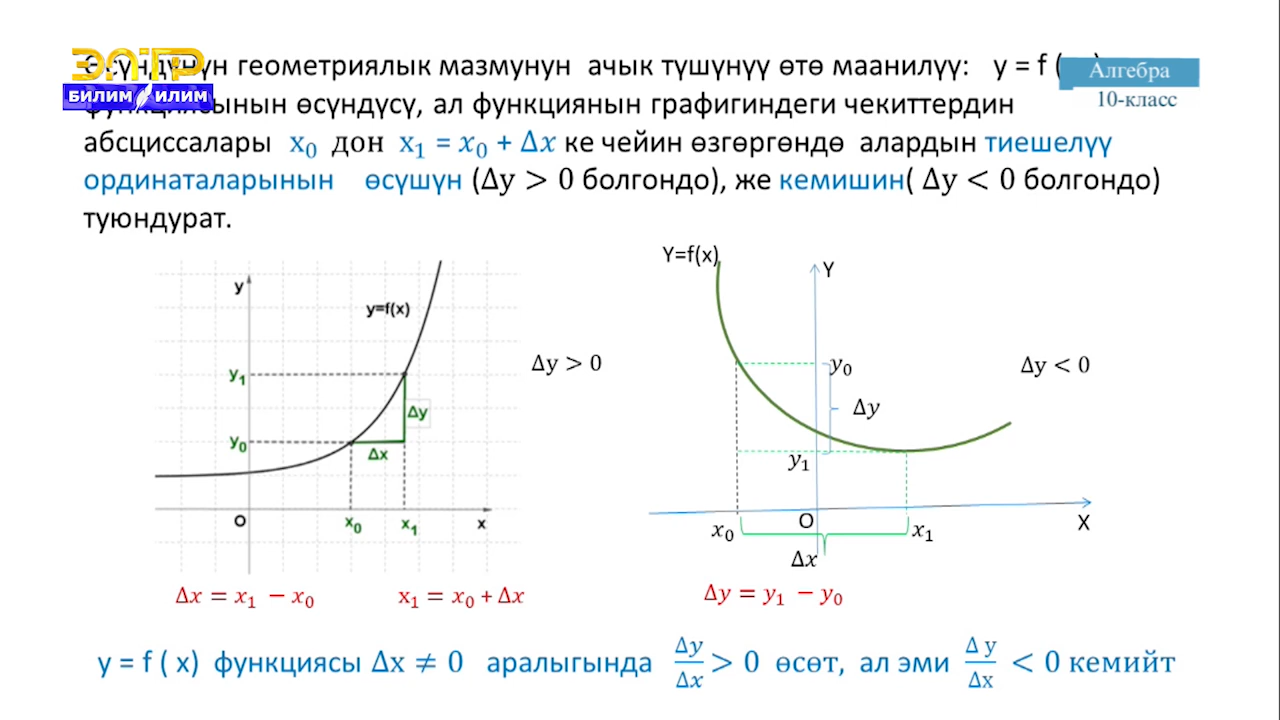 ЭЛТР
БИЛИМ ИЛИМ
Алгебра
10-класс
Өсүндүнүн геометриялык мазмунун ачык түшүнүү өтө маанилүү: y = f (
функциясынын өсүндүсү, ал функциянын графигиндеги чекиттердин
абсциссалары x₀ дон x₁ = x₀ + Δx ке чейин өзгөргөндө алардын тиешелүү
ординаталарынын өсүшүн (Δy > 0 болгондо), же кемишин( Δy < 0 болгондо)
туюндурат.
y
y=f(x)
y₁
Δy
y₀
Δx
O
x₀
x₁
x
Δy > 0
Y=f(x)
Y
y₀
Δy
y₁
O
X
x₀
x₁
Δx
Δy < 0
Δx = x₁ − x₀
x₁ = x₀ + Δx
Δy = y₁ − y₀
y = f ( x) функциясы Δx ≠ 0 аралыгында Δy/Δx > 0 өсөт, ал эми Δ y/Δx < 0 кемийт